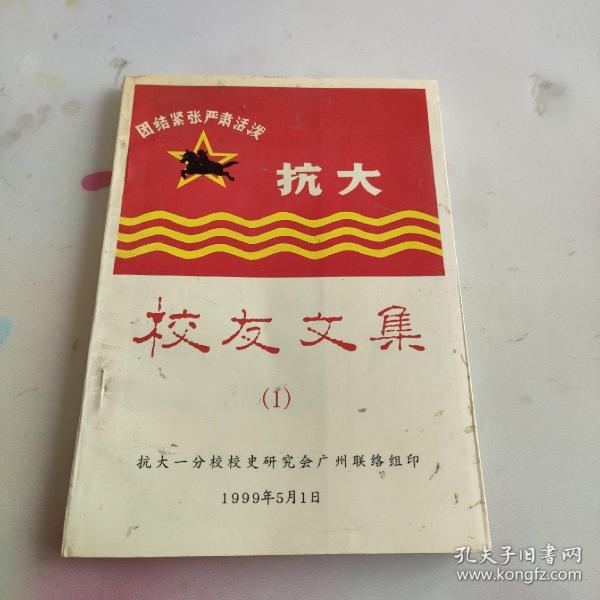 团结紧张严肃活泼
抗大
校友文集
(1)
抗大一分校校史研究会广州联络组印
1999年5月1日
孔夫子旧书网
www.kongfz.com